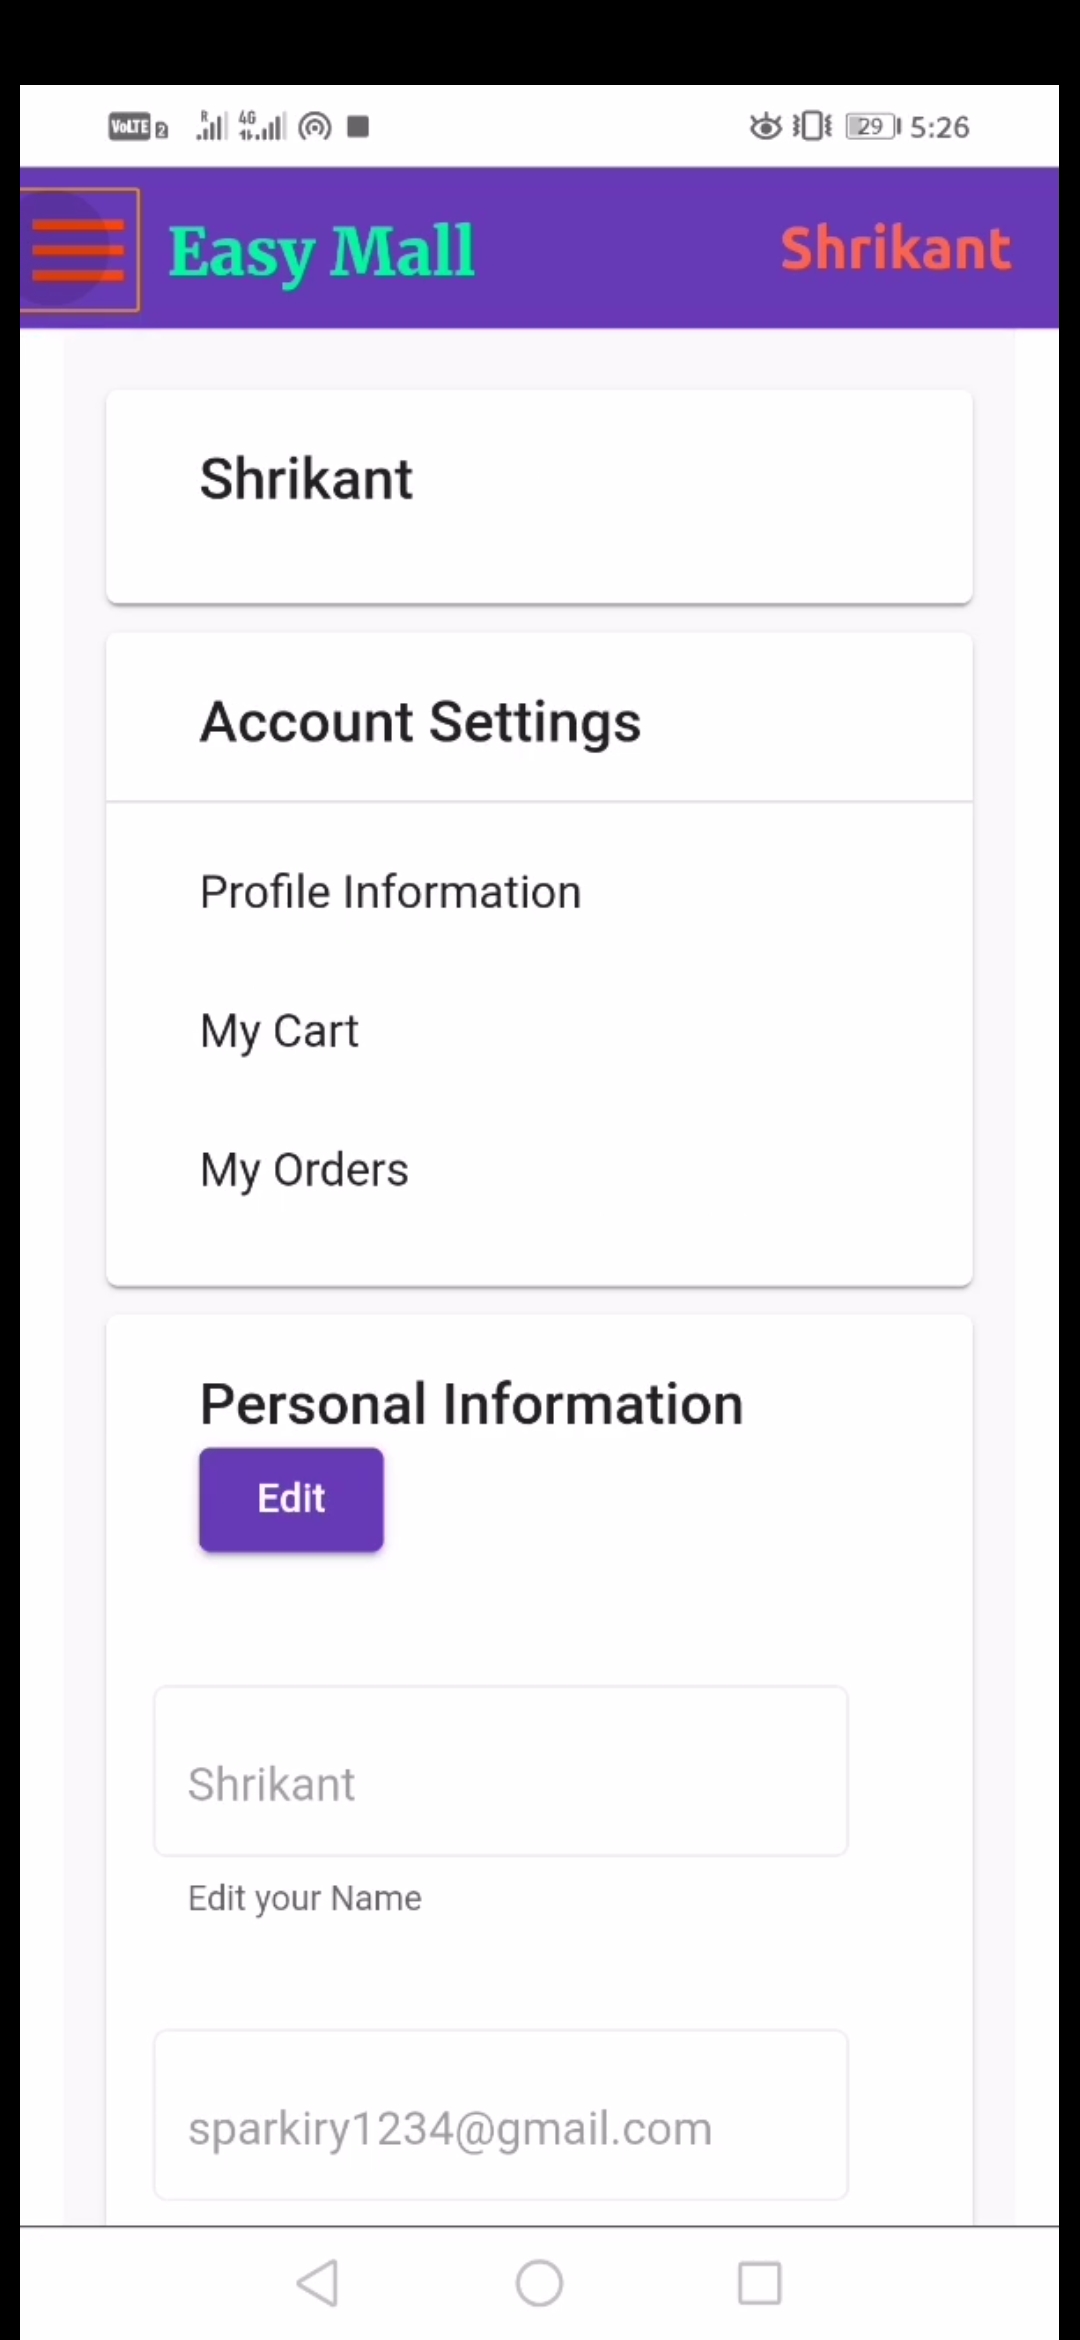 VoLTE 2 R 4G 29 5:26
Easy Mall Shrikant
Shrikant
Account Settings
Profile Information
My Cart
My Orders
Personal Information
Edit
Shrikant
Edit your Name
sparkiry1234@gmail.com